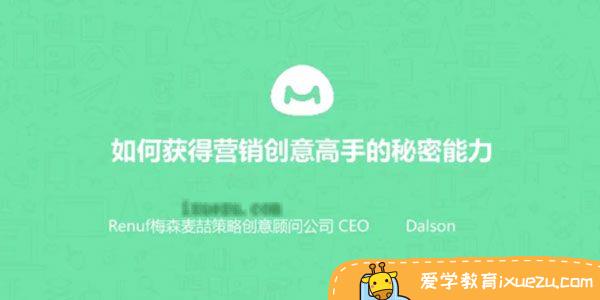 如何获得营销创意高手的秘密能力
Renuf梅森麦喆策略创意顾问公司 CEO Dalson
爱学教育ixuezu.com